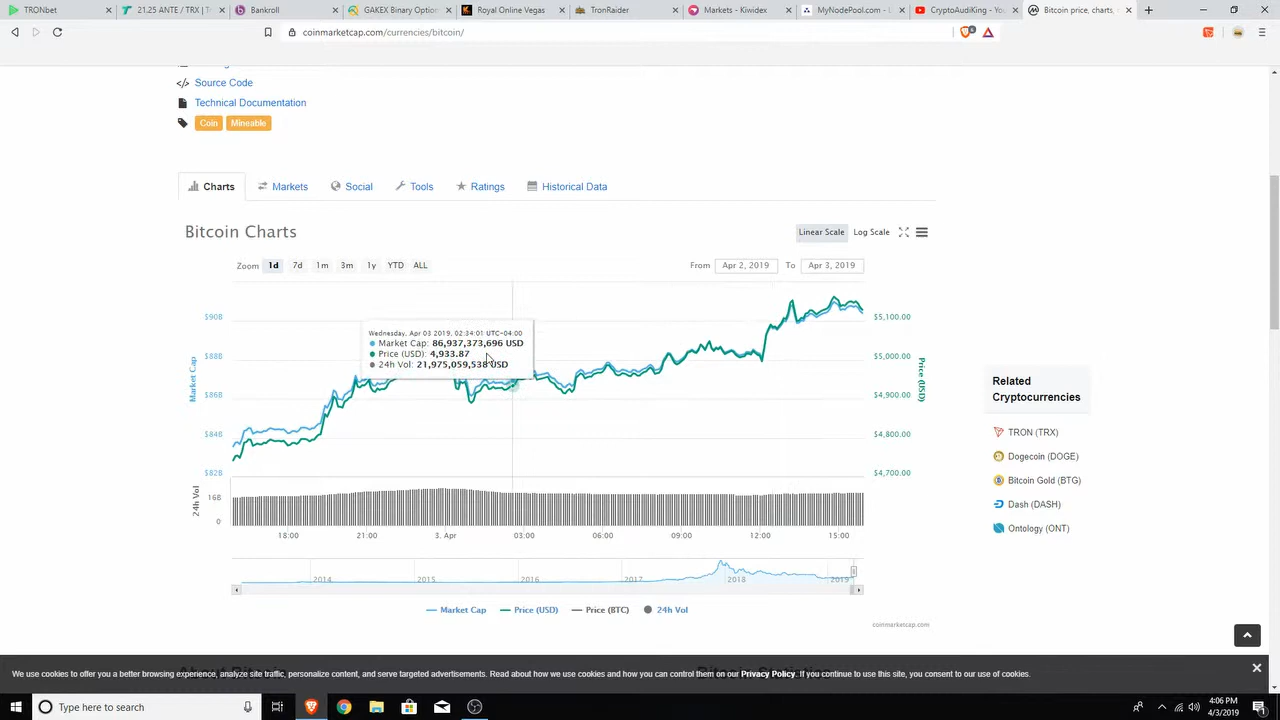 TRONbet
1.25 ANTE / TRX | T
Bankroll
GAKEX Binary Option
Royal Online Vegas
TronRaider
Markets - Kiwidex
MyNodePool.com - L
CryptoAudiKing - You
Bitcoin price, charts,
coinmarketcap.com/currencies/bitcoin/
Source Code
Technical Documentation
Coin Mineable
Charts Markets Social Tools Ratings Historical Data
Bitcoin Charts
Linear Scale Log Scale
Zoom 1d 7d 1m 3m 1y YTD ALL
From Apr 2, 2019 To Apr 3, 2019
$90B
$88B
$86B
$84B
$82B
Market Cap
Wednesday, Apr 03 2019, 02:34:01 UTC-04:00
Market Cap: 86,937,373,696 USD
Price (USD): 4,933.87
24h Vol: 21,975,059,538 USD
$5,100.00
$5,000.00
$4,900.00
$4,800.00
$4,700.00
Price (USD)
24h Vol
16B
0
18:00 21:00 3. Apr 03:00 06:00 09:00 12:00 15:00
2014 2015 2016 2017 2018 2019
Market Cap Price (USD) Price (BTC) 24h Vol
coinmarketcap.com
Related
Cryptocurrencies
TRON (TRX)
Dogecoin (DOGE)
Bitcoin Gold (BTG)
Dash (DASH)
Ontology (ONT)
About Bitcoin
Bitcoin Statistics
We use cookies to offer you a better browsing experience, analyze site traffic, personalize content, and serve targeted advertisements. Read about how we use cookies and how you can control them on our Privacy Policy. If you continue to use this site, you consent to our use of cookies.
Type here to search
4:06 PM
4/3/2019